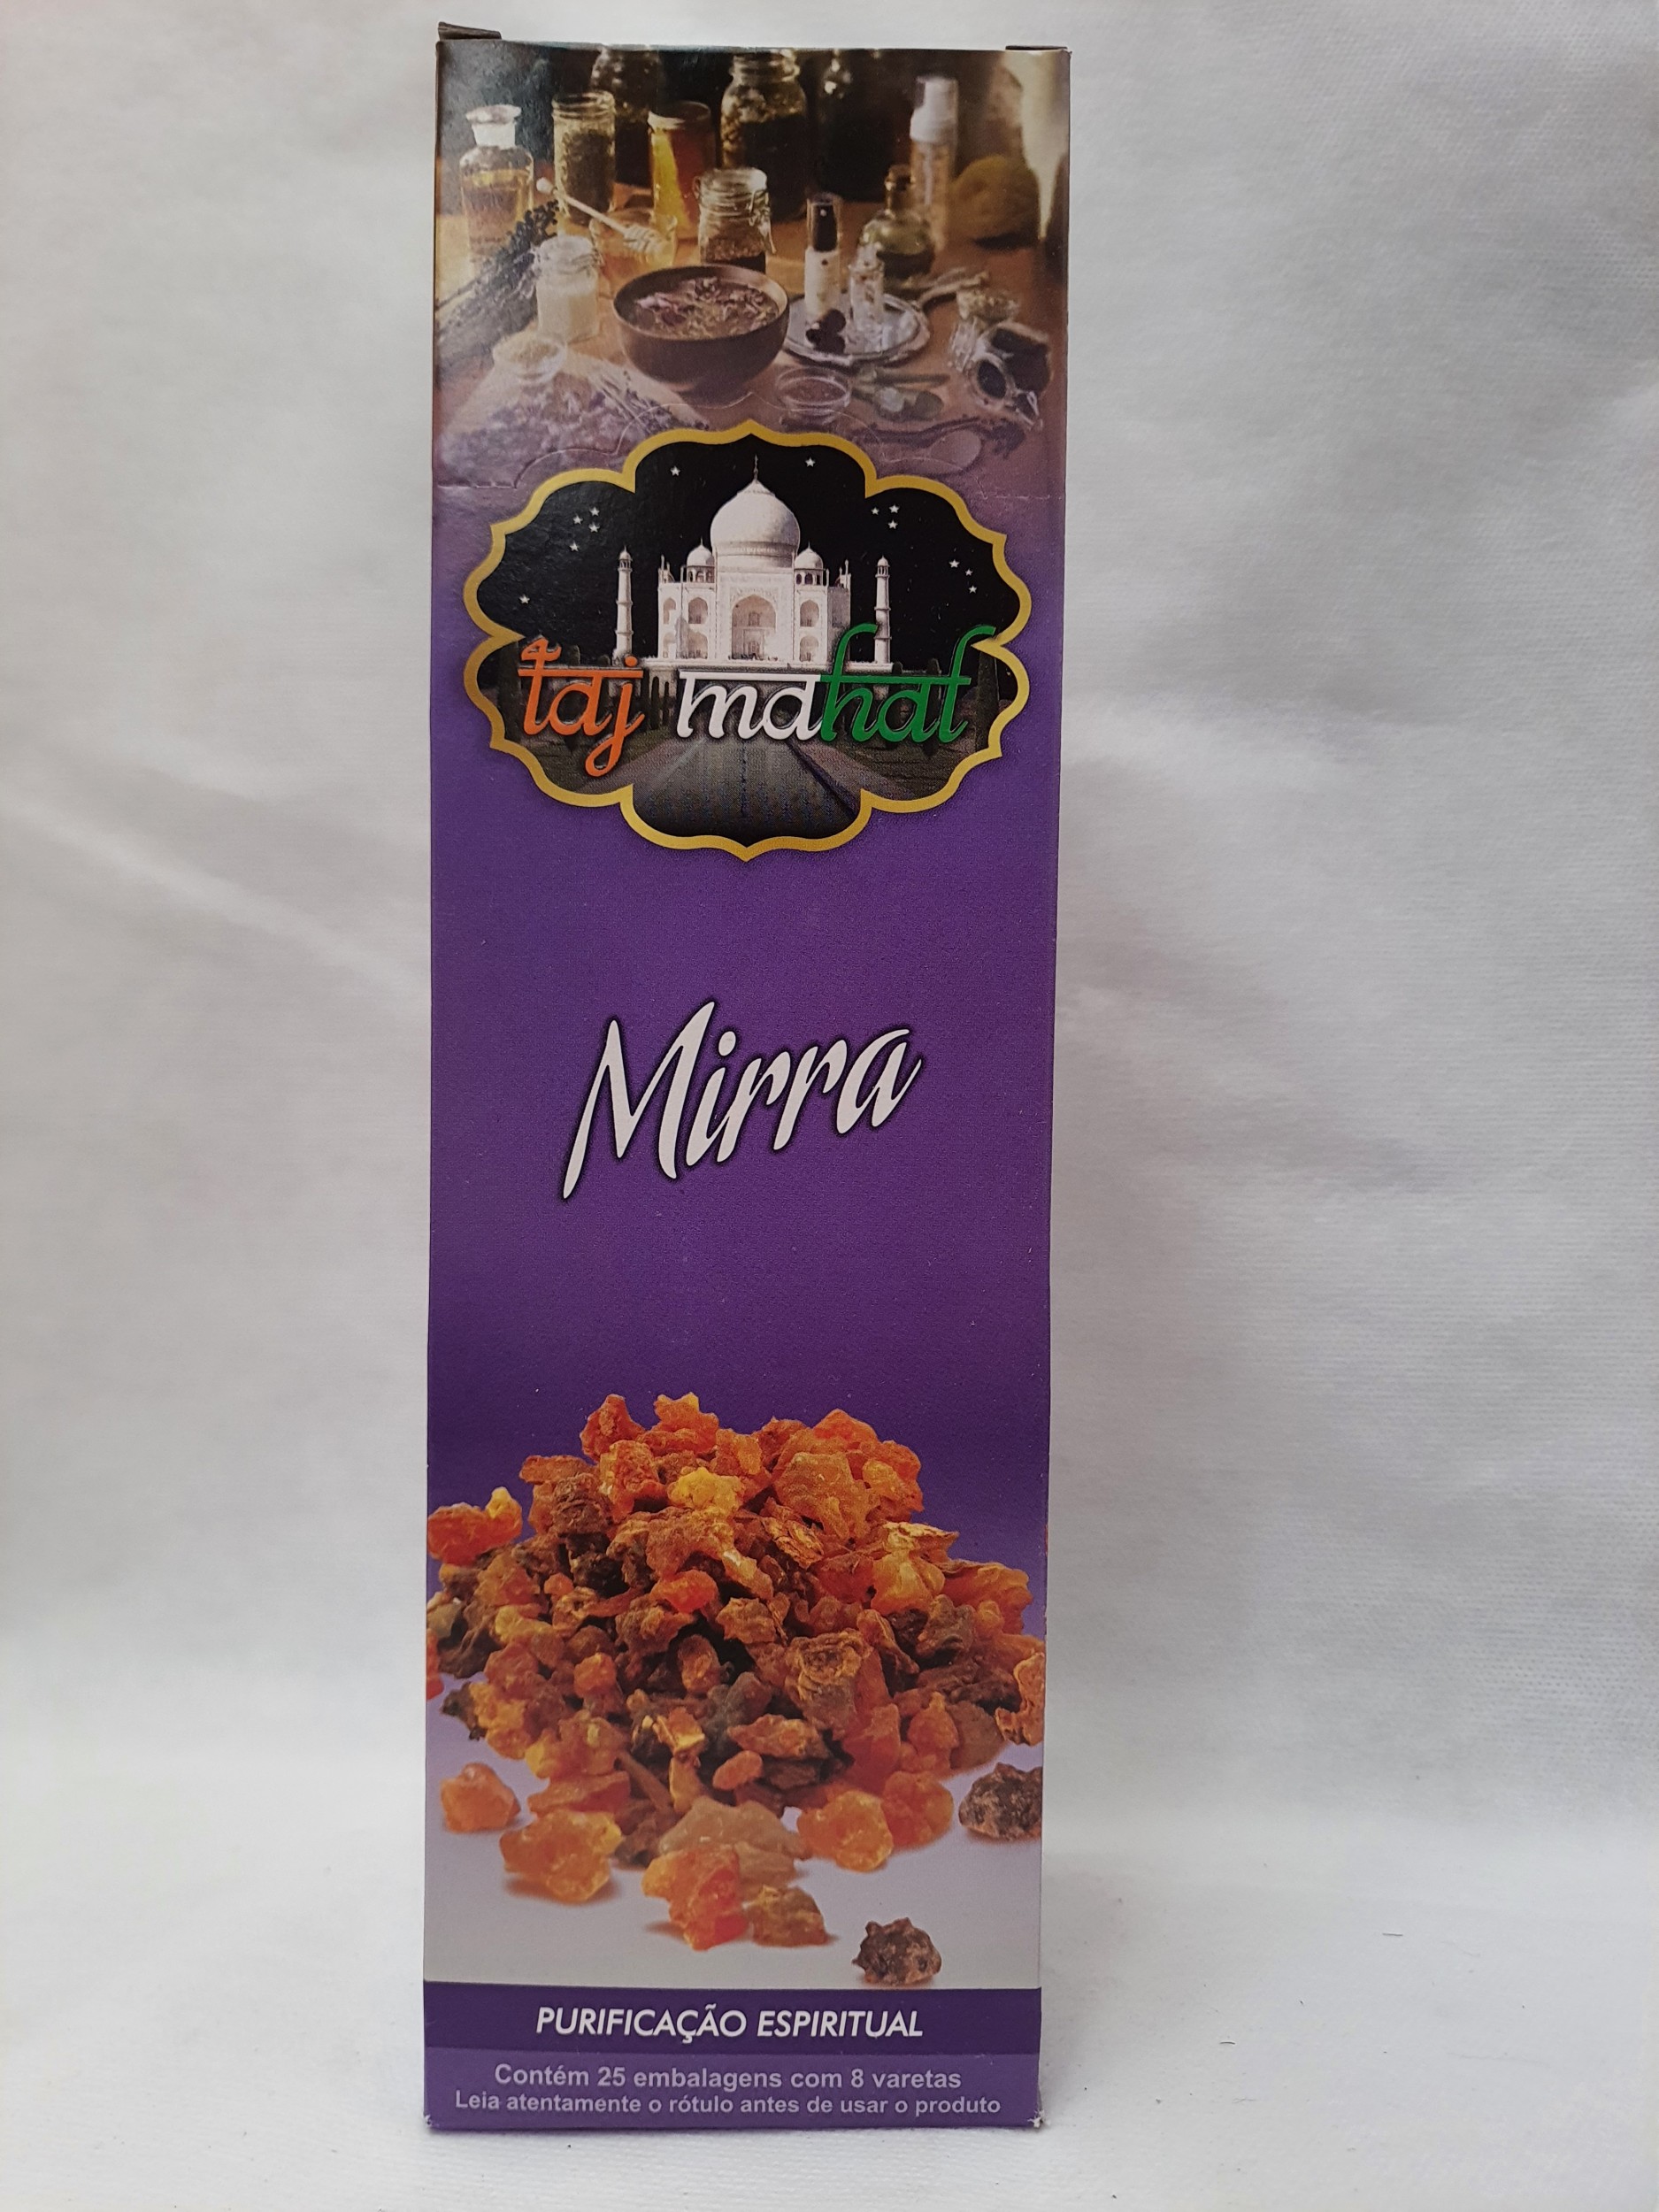 taj mahal
Mirra
PURIFICAÇÃO ESPIRITUAL
Contém 25 embalagens com 8 varetas
Leia atentamente o rótulo antes de usar o produto